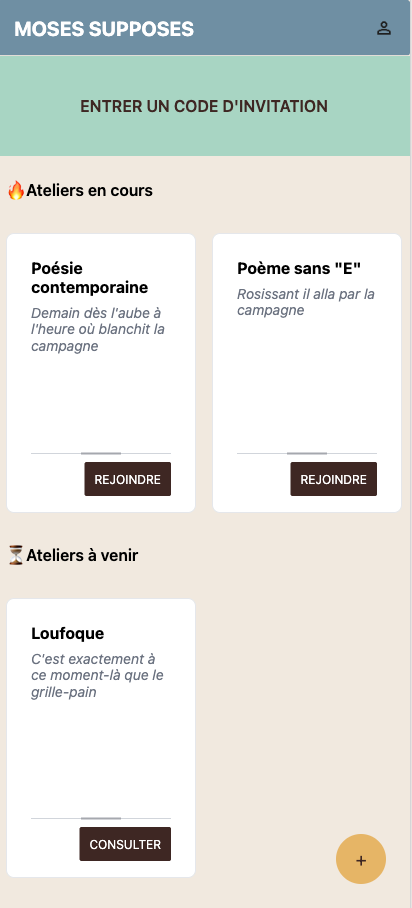 MOSES SUPPOSES
ENTRER UN CODE D'INVITATION
🔥Ateliers en cours
Poésie
contemporaine
Demain dès l'aube à
l'heure où blanchit la
campagne
REJOINDRE
Poème sans "E"
Rosissant il alla par la
campagne
REJOINDRE
⏳Ateliers à venir
Loufoque
C'est exactement à
ce moment-là que le
grille-pain
CONSULTER
+